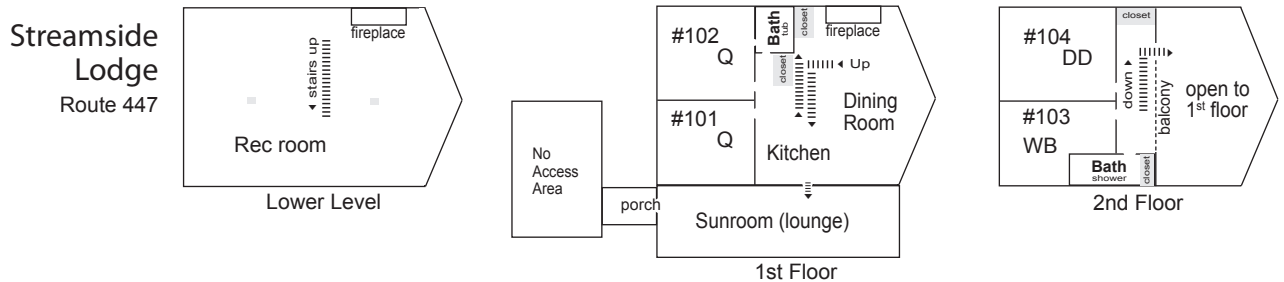 Streamside
Lodge
Route 447
fireplace
stairs up
Rec room
Lower Level
#102
Q
Bath
tub
closet
fireplace
closet
Up
#101
Q
Dining
Room
Kitchen
No
Access
Area
porch
Sunroom (lounge)
1st Floor
closet
#104
DD
down
balcony
open to
1st floor
#103
WB
Bath
shower
closet
2nd Floor